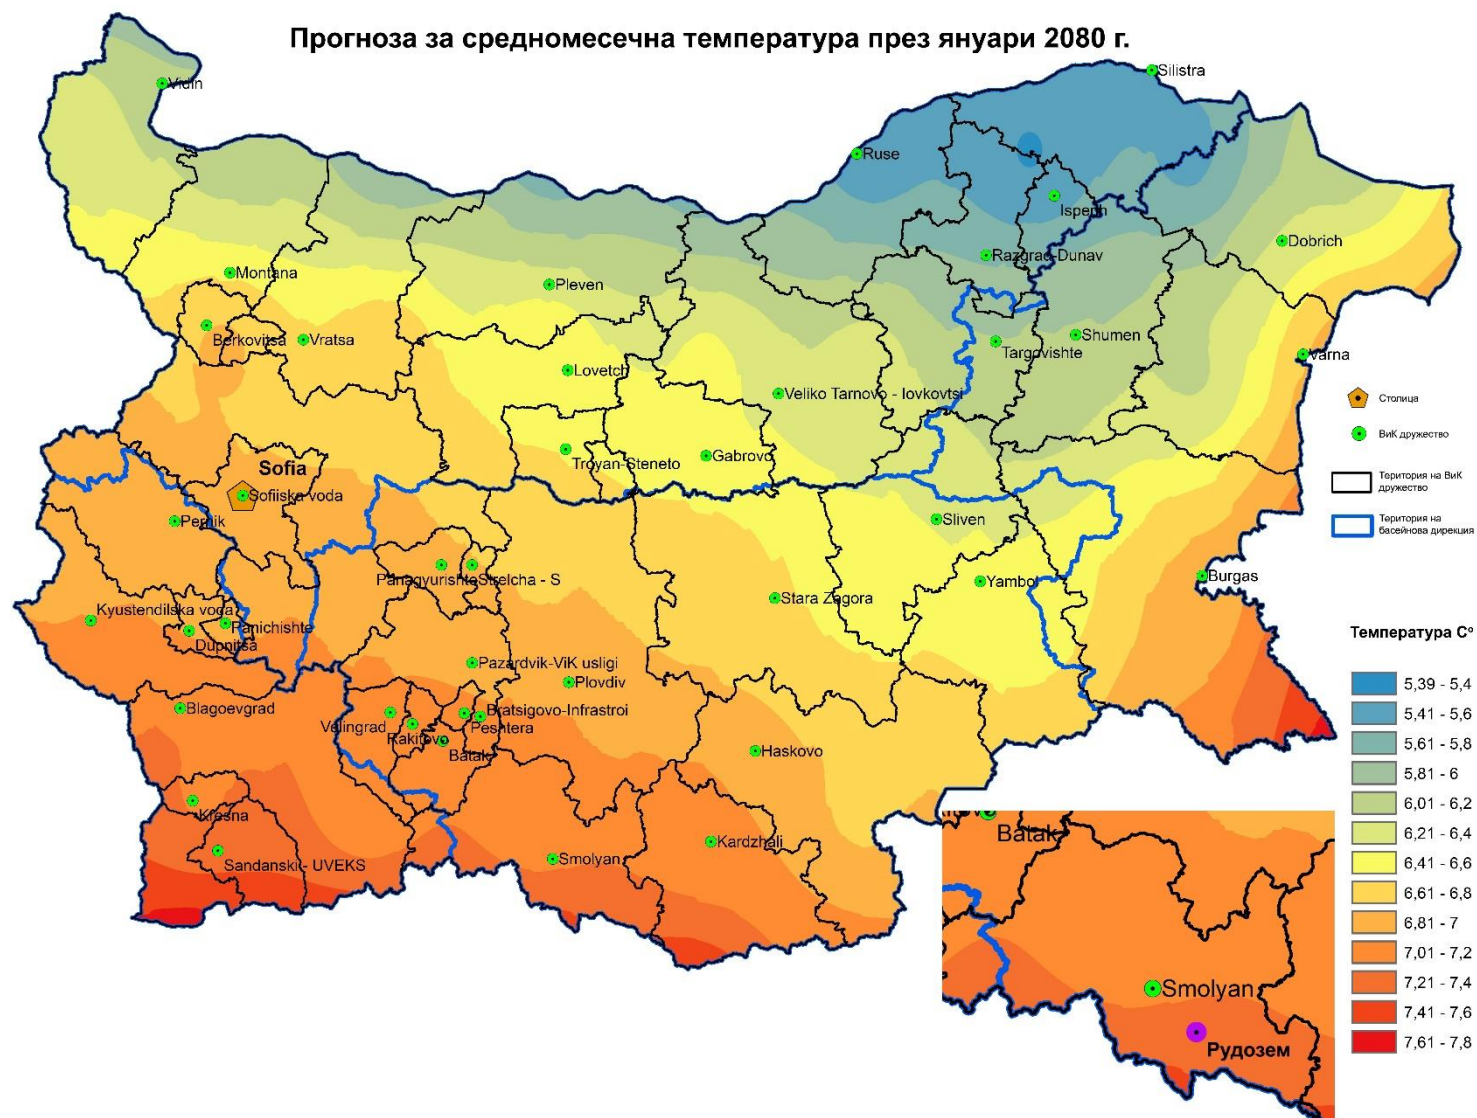 Прогноза за средномесечна температура през януари 2080 г.
Silistra
Vidin
Ruse
Isperih
Dobrich
Razgrad-Dunav
Montana
Pleven
Berkovitsa
Vratsa
Targovishte
Shumen
Varna
Lovetch
Veliko Tarnovo - Iovkovtsi
Столица
ВиК дружество
Troyan-Steneto
Gabrovo
Sofia
Sofiiska voda
Територия на ВиК
дружество
Pernik
Sliven
Територия на
басейнова дирекция
Panagyurishte
Strelcha - S
Yambol
Burgas
Stara Zagora
Kyustendilska voda
Panichishte
Dupnitsa
Температура С°
Pazardvik-ViK usligi
Plovdiv
5,39 - 5,4
Blagoevgrad
Velingrad
Bratsigovo-Infrastroi
5,41 - 5,6
Rakitovo
Peshtera
Batak
Haskovo
5,61 - 5,8
5,81 - 6
Kresna
6,01 - 6,2
Batak
Kardzhali
6,21 - 6,4
Sandanski - UVEKS
Smolyan
6,41 - 6,6
6,61 - 6,8
6,81 - 7
7,01 - 7,2
Smolyan
7,21 - 7,4
7,41 - 7,6
Рудозем
7,61 - 7,8